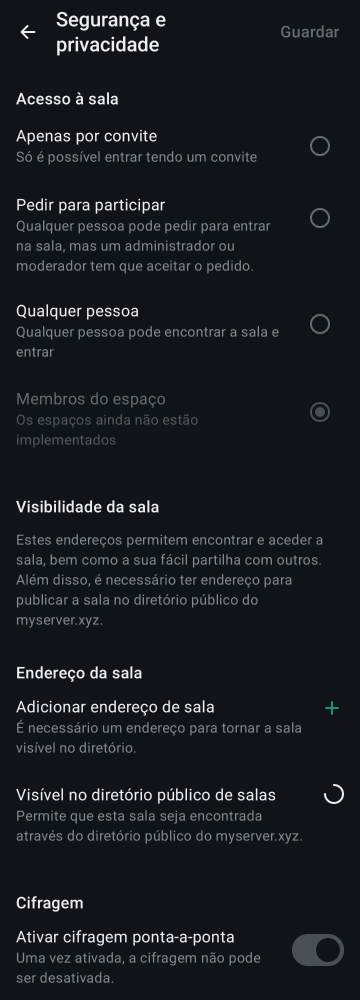 Segurança e
privacidade
Guardar
Acesso à sala
Apenas por convite
Só é possível entrar tendo um convite
Pedir para participar
Qualquer pessoa pode pedir para entrar
na sala, mas um administrador ou
moderador tem que aceitar o pedido.
Qualquer pessoa
Qualquer pessoa pode encontrar a sala e
entrar
Membros do espaço
Os espaços ainda não estão
implementados
Visibilidade da sala
Estes endereços permitem encontrar e aceder a
sala, bem como a sua fácil partilha com outros.
Além disso, é necessário ter endereço para
publicar a sala no diretório público do
myserver.xyz.
Endereço da sala
Adicionar endereço de sala
É necessário um endereço para tornar a sala
visível no diretório.
Visível no diretório público de salas
Permite que esta sala seja encontrada
através do diretório público do myserver.xyz.
Cifragem
Ativar cifragem ponta-a-ponta
Uma vez ativada, a cifragem não pode
ser desativada.